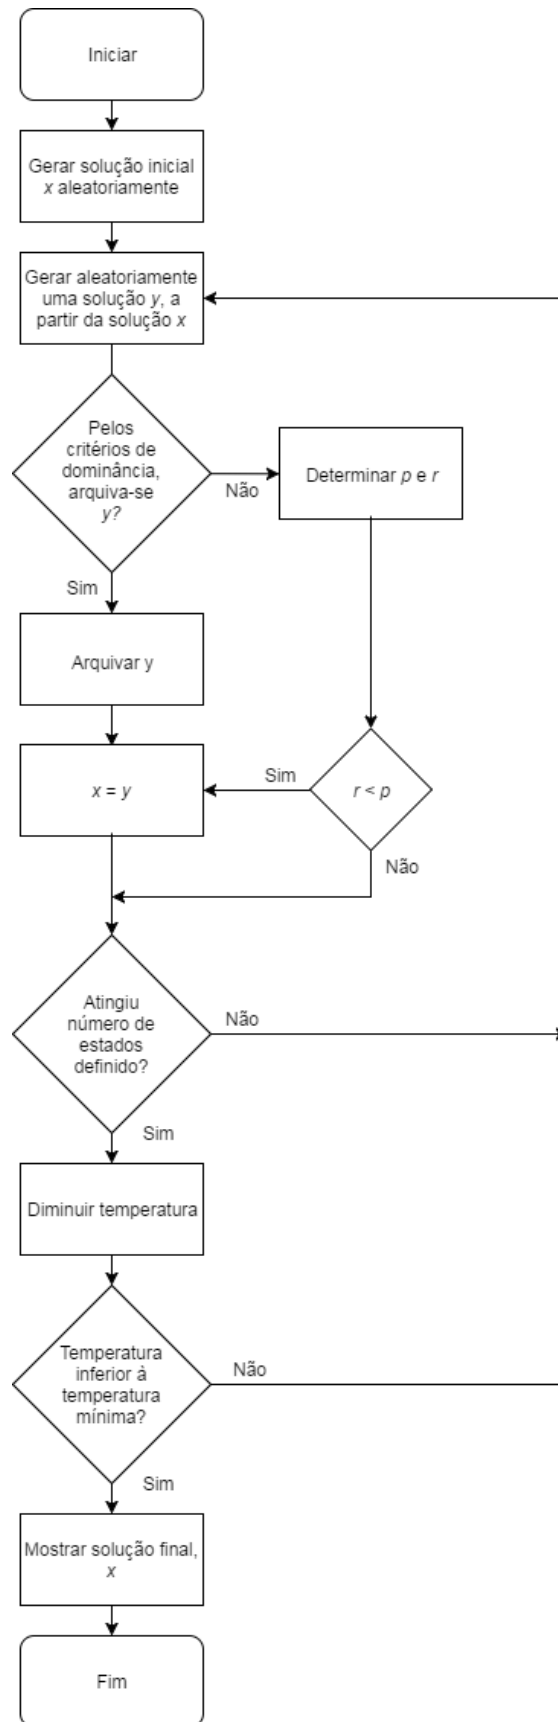 Iniciar
Gerar solução inicial
x aleatoriamente
Gerar aleatoriamente
uma solução y, a
partir da solução x
Pelos
critérios de
dominância,
arquiva-se
y?
Não
Determinar p e r
Sim
Arquivar y
x = y
Sim
r < p
Não
Atingiu
número de
estados
definido?
Não
Sim
Diminuir temperatura
Temperatura
inferior à
temperatura
mínima?
Não
Sim
Mostrar solução final,
x
Fim